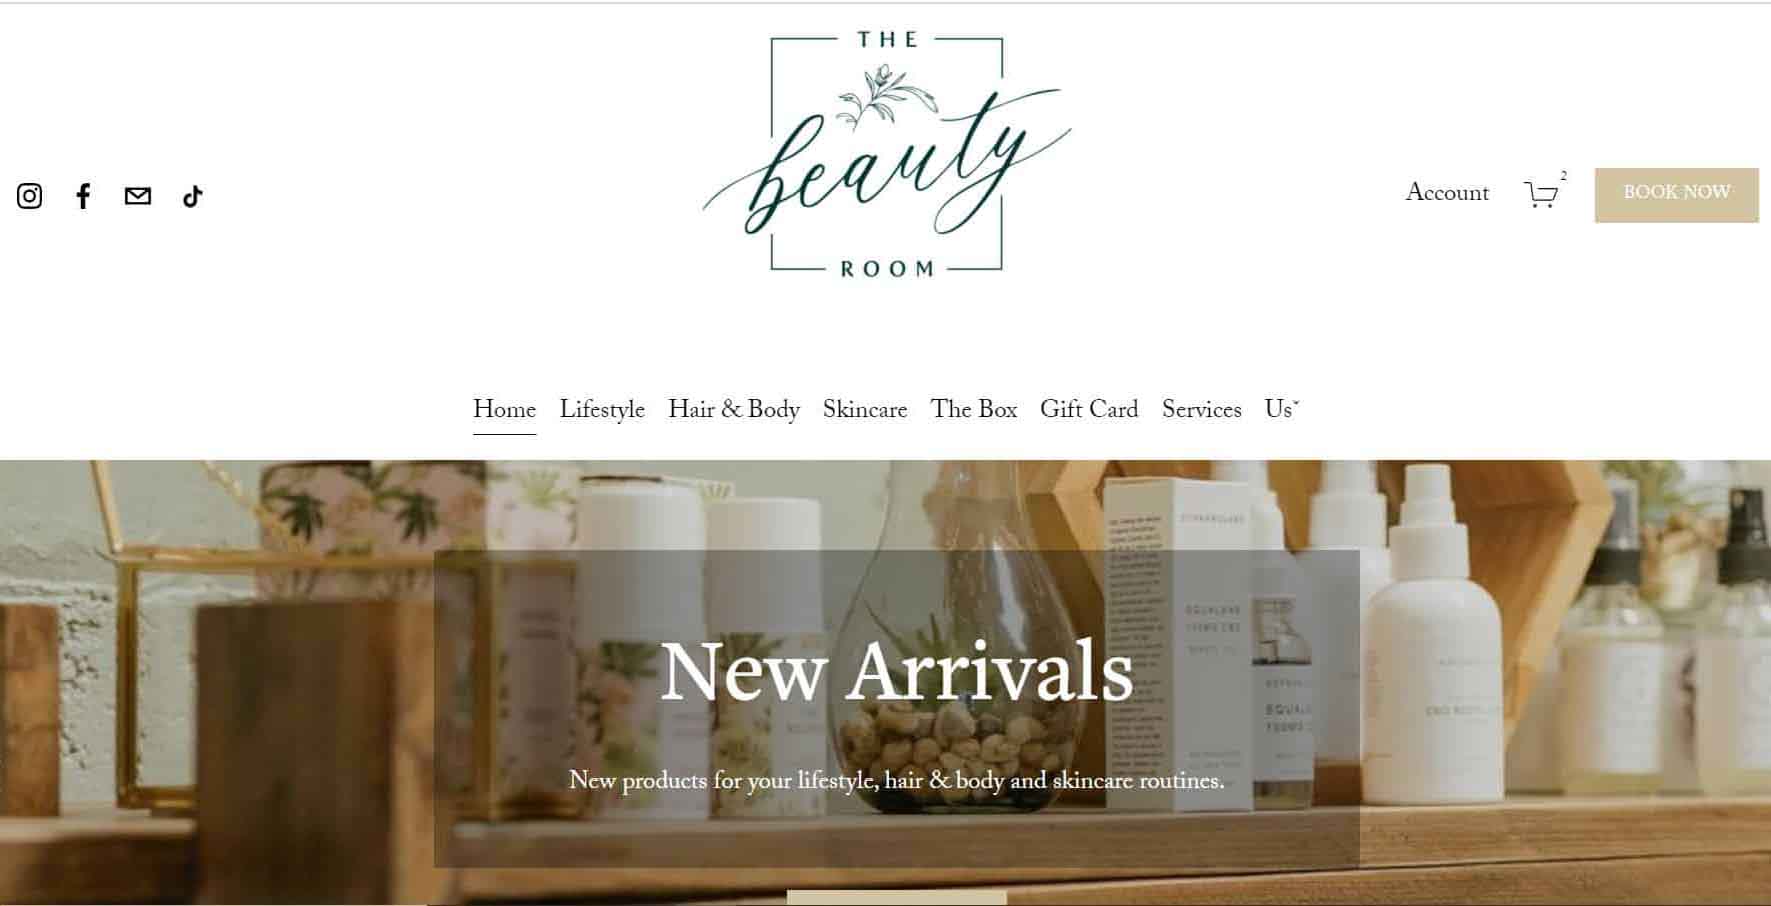 THE
beauty
ROOM
Account
2
BOOK NOW
Home Lifestyle Hair & Body Skincare The Box Gift Card Services Us
New Arrivals
New products for your lifestyle, hair & body and skincare routines.